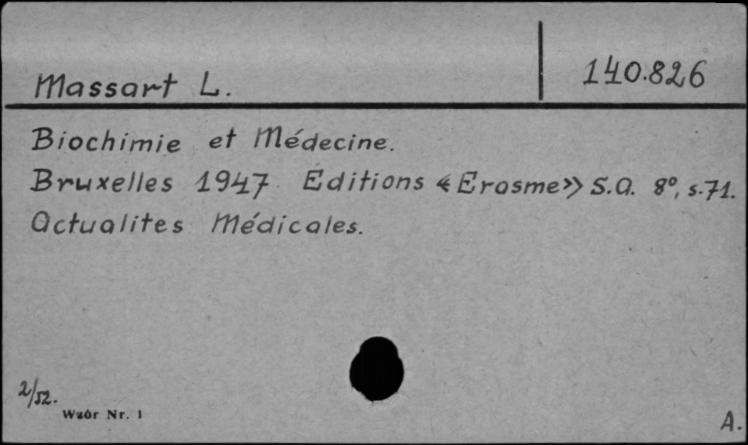 Massart L.
140.826
Biochimie et Médecine.
Bruxelles 1947 Éditions «Erasme» S.A. 8°, s.71.
Actualites Médicales.
2/52.
Wzór Nr. 1
A.